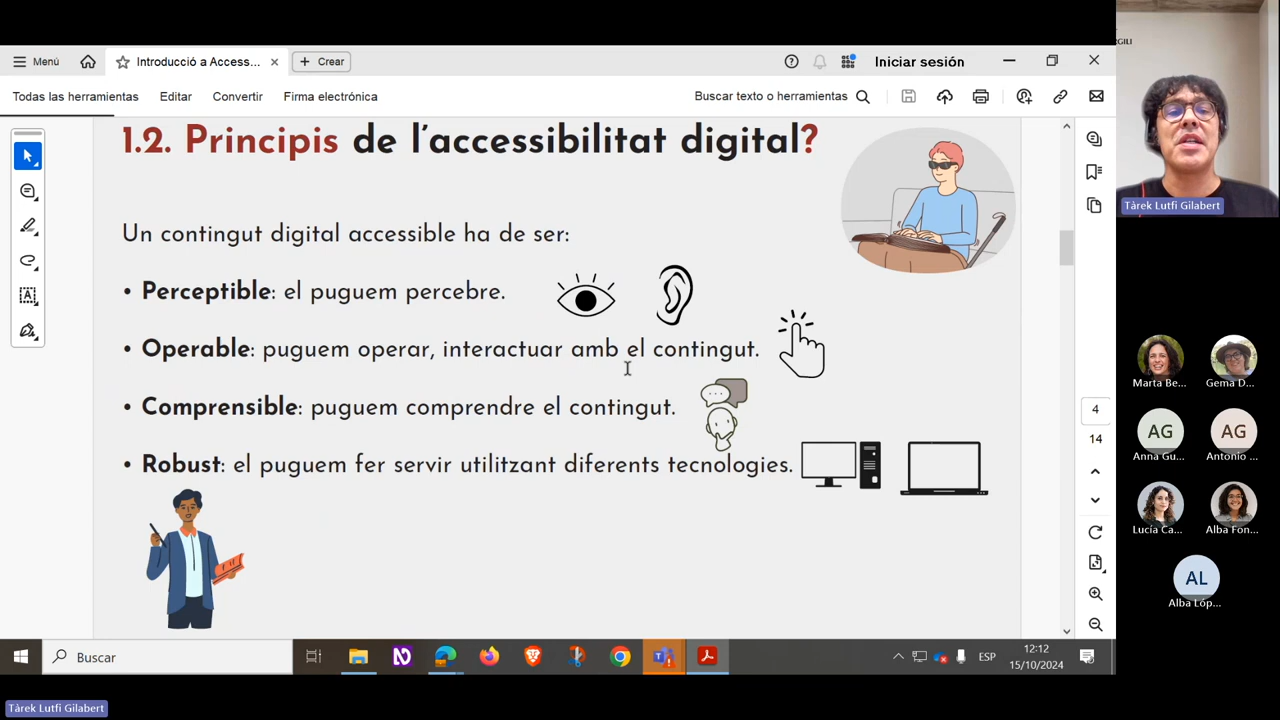 RGILI
Menú
Introducció a Access...
Crear
Iniciar sesión
Todas las herramientas
Editar
Convertir
Firma electrónica
Buscar texto o herramientas
1.2. Principis de l'accessibilitat digital?
Un contingut digital accessible ha de ser:
• Perceptible: el puguem percebre.
• Operable: puguem operar, interactuar amb el contingut.
• Comprensible: puguem comprendre el contingut.
• Robust: el puguem fer servir utilitzant diferents tecnologies.
4
14
Tàrek Lutfi Gilabert
Marta Be...
Gema D...
AG
AG
Anna Gu...
Antonio ...
Lucía Ca...
Alba Fon...
AL
Alba Lóp...
Buscar
ESP
12:12
15/10/2024
Tàrek Lutfi Gilabert